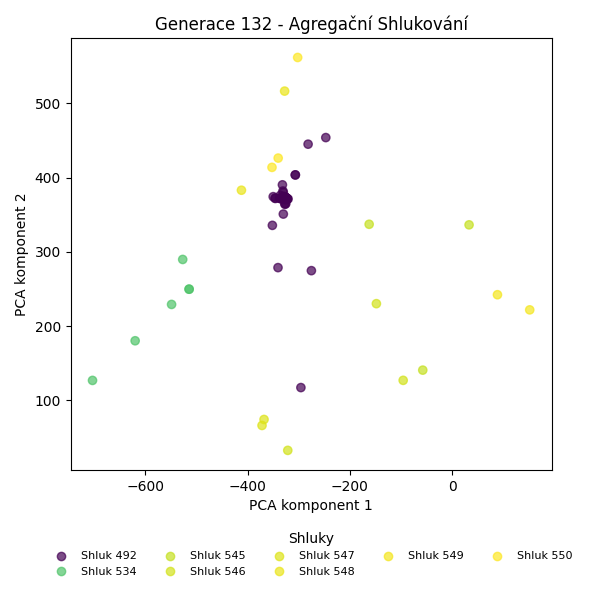 Generace 132 - Agregační Shlukování
500
400
300
200
100
PCA komponent 2
−600 −400 −200 0
PCA komponent 1
Shluky
Shluk 492 Shluk 545 Shluk 547 Shluk 549 Shluk 550
Shluk 534 Shluk 546 Shluk 548